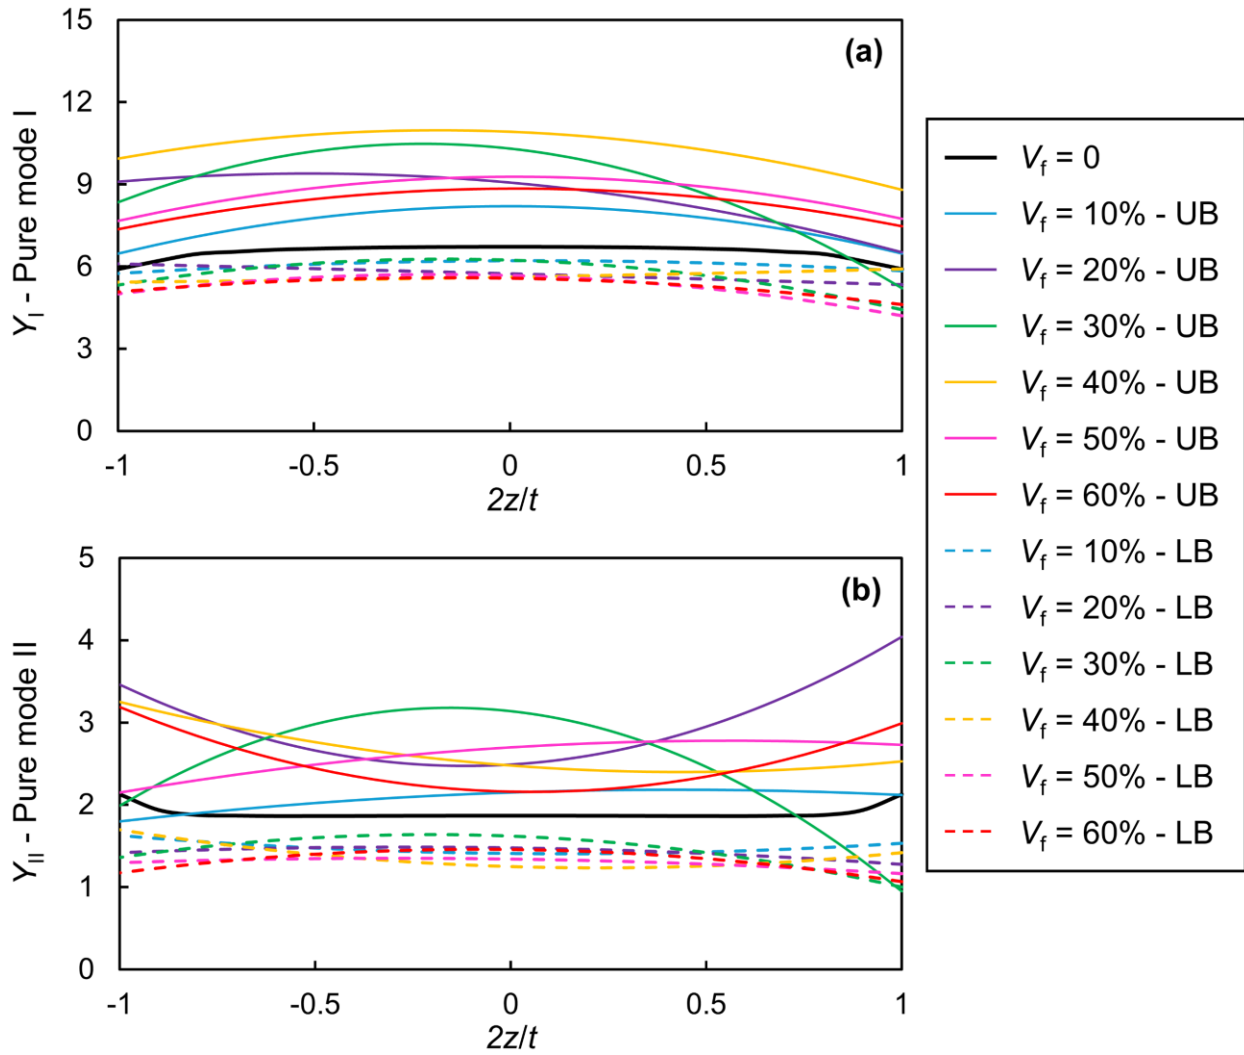 15
12
9
6
3
0
Y_I - Pure mode I
(a)
-1 -0.5 0 0.5 1
2z/t
5
4
3
2
1
0
Y_II - Pure mode II
(b)
-1 -0.5 0 0.5 1
2z/t
V_f = 0
V_f = 10% - UB
V_f = 20% - UB
V_f = 30% - UB
V_f = 40% - UB
V_f = 50% - UB
V_f = 60% - UB
V_f = 10% - LB
V_f = 20% - LB
V_f = 30% - LB
V_f = 40% - LB
V_f = 50% - LB
V_f = 60% - LB